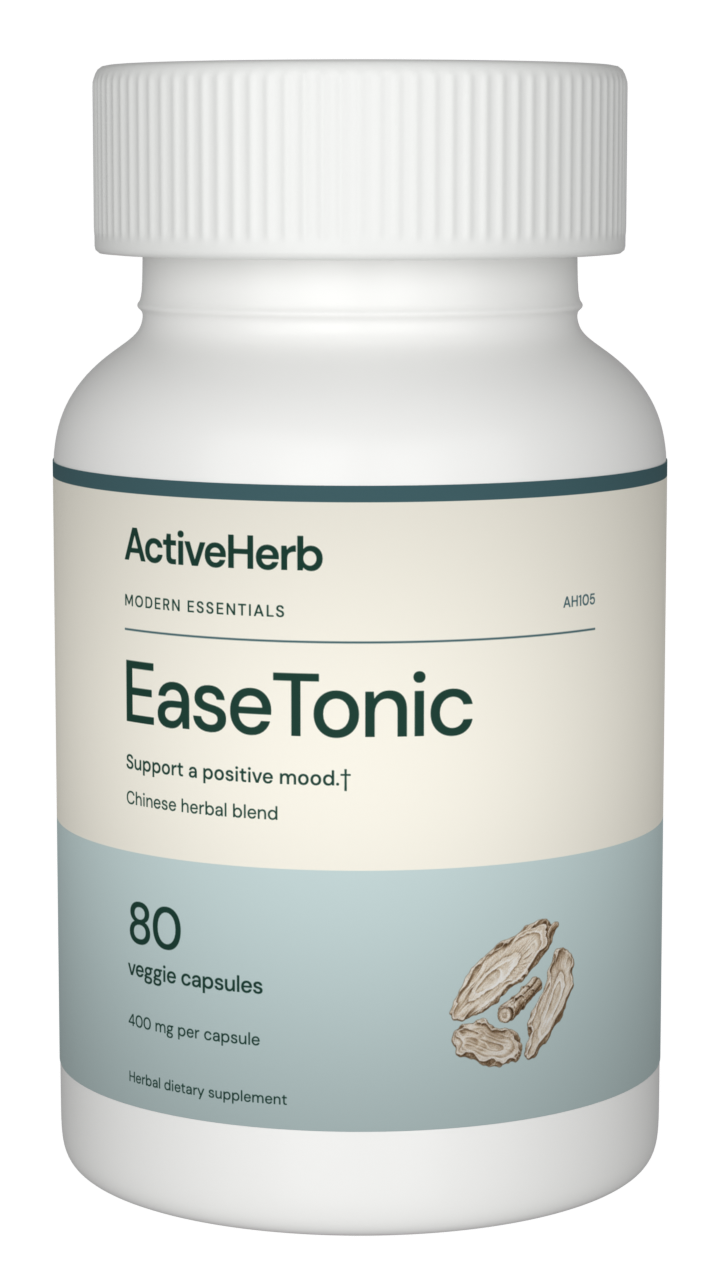 ActiveHerb
MODERN ESSENTIALS
AH105
EaseTonic
Support a positive mood.†
Chinese herbal blend
80
veggie capsules
400 mg per capsule
Herbal dietary supplement